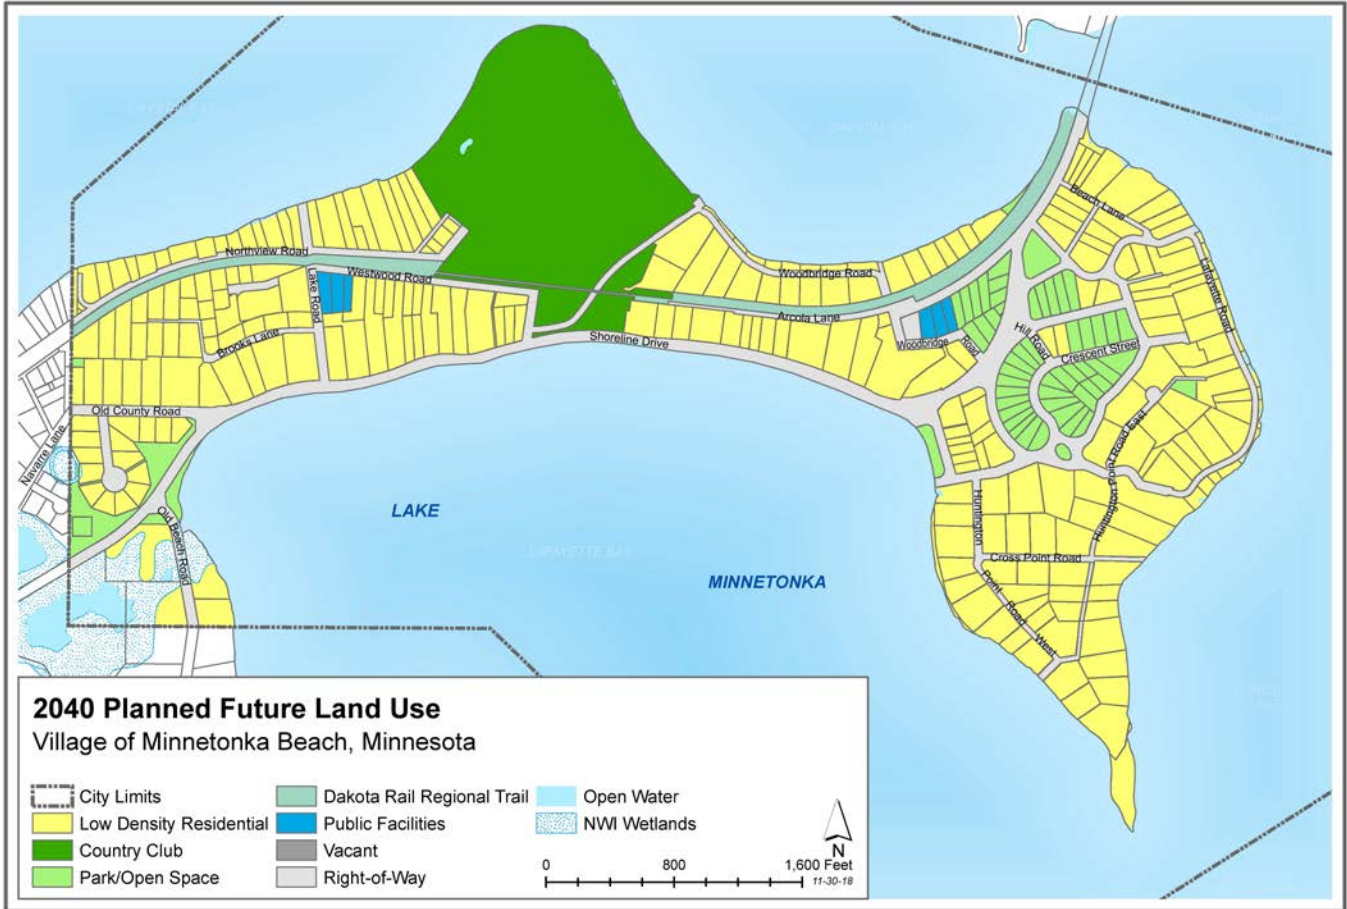 Beach Lane
Lafayette Road
Northview Road
Westwood Road
Lake Road
Woodbridge Road
Arcola Lane
Hill Road
Brooks Lane
Shoreline Drive
Woodbridge Road
Crescent Street
Old County Road
Navarre Lane
Huntington Point Road East
LAKE
Old Beach Road
LAFAYETTE BAY
Huntington Point Road West
Cross Point Road
MINNETONKA
2040 Planned Future Land Use
Village of Minnetonka Beach, Minnesota
City Limits
Low Density Residential
Country Club
Park/Open Space
Dakota Rail Regional Trail
Public Facilities
Vacant
Right-of-Way
Open Water
NWI Wetlands
N
0 800 1,600 Feet
11-30-18